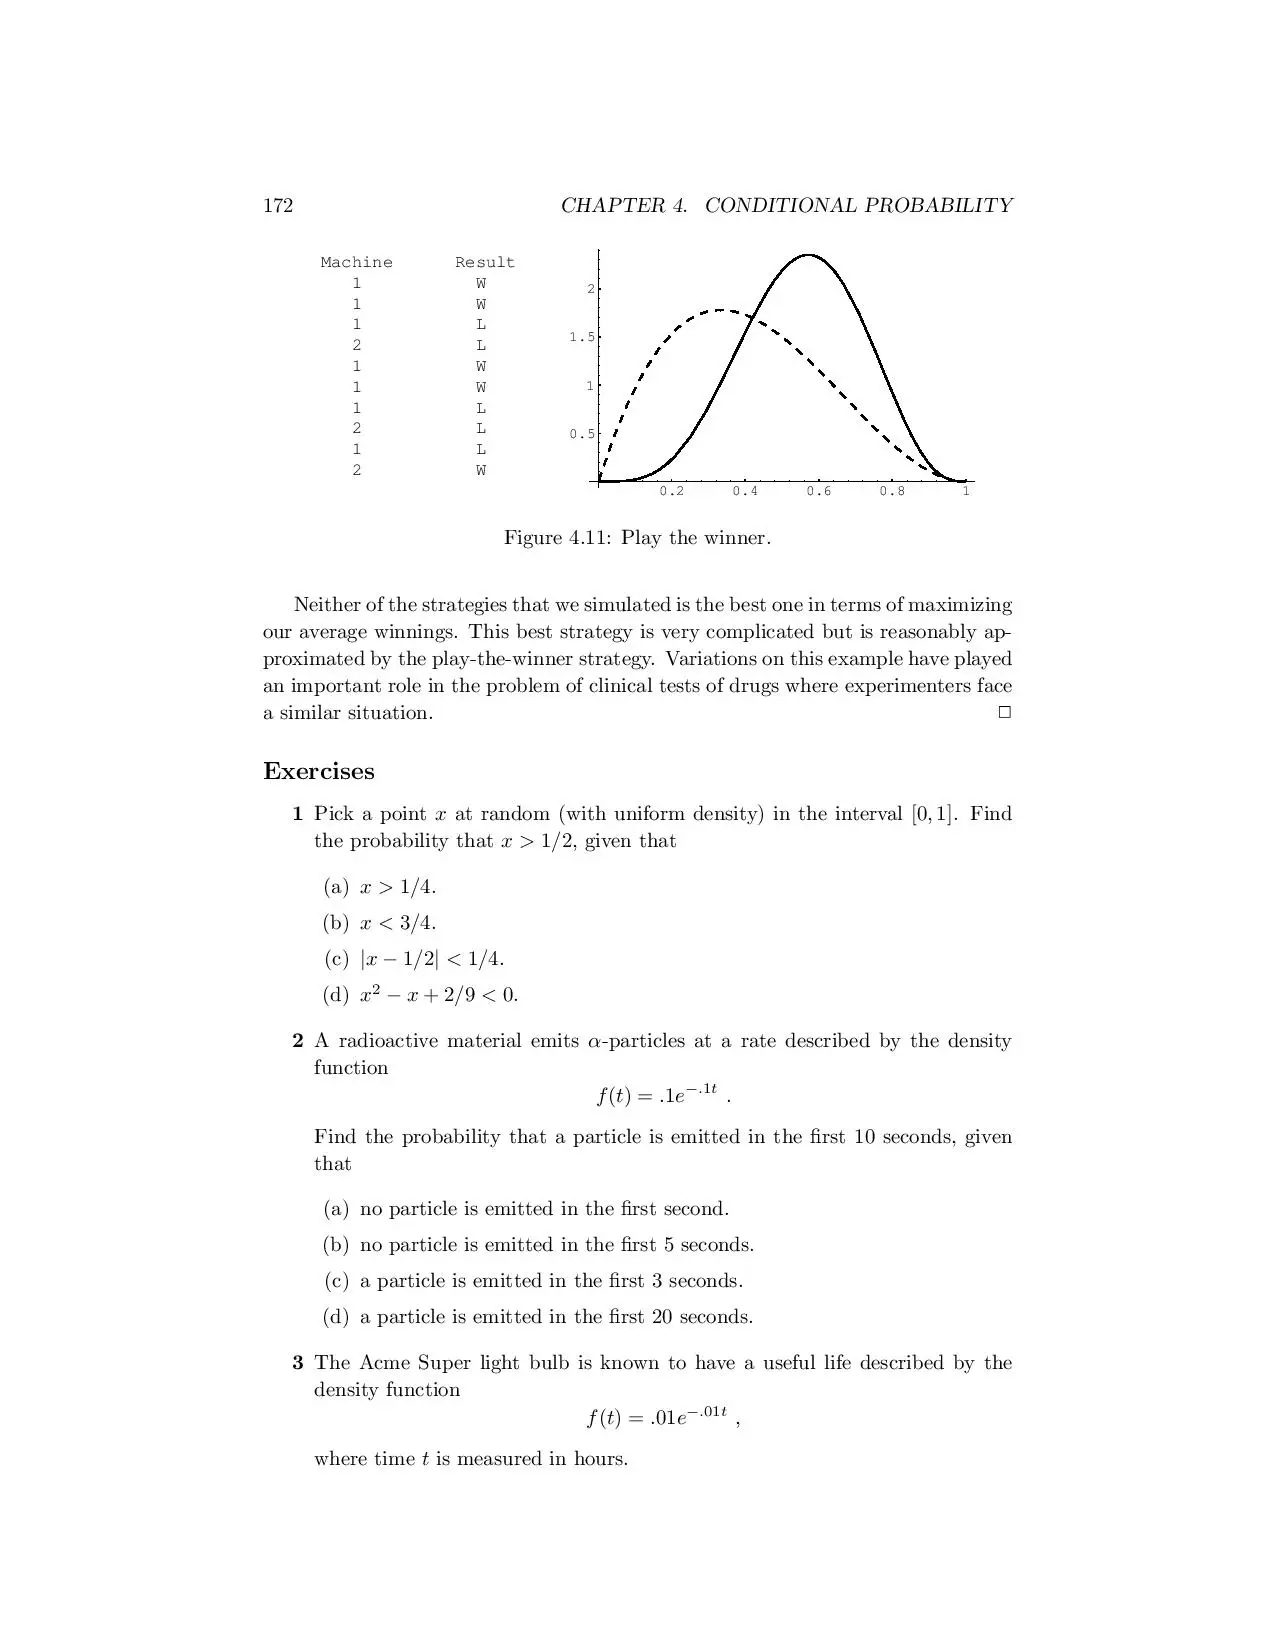 172 CHAPTER 4. CONDITIONAL PROBABILITY
Machine Result
1 W
1 W
1 L
2 L
1 W
1 W
1 L
2 L
1 L
2 W
2
1.5
1
0.5
0.2 0.4 0.6 0.8 1
Figure 4.11: Play the winner.
Neither of the strategies that we simulated is the best one in terms of maximizing
our average winnings. This best strategy is very complicated but is reasonably ap-
proximated by the play-the-winner strategy. Variations on this example have played
an important role in the problem of clinical tests of drugs where experimenters face
a similar situation. □
Exercises
1 Pick a point x at random (with uniform density) in the interval [0, 1]. Find
the probability that x > 1/2, given that
(a) x > 1/4.
(b) x < 3/4.
(c) |x − 1/2| < 1/4.
(d) x² − x + 2/9 < 0.
2 A radioactive material emits α-particles at a rate described by the density
function
f(t) = .1e^{−.1t} .
Find the probability that a particle is emitted in the first 10 seconds, given
that
(a) no particle is emitted in the first second.
(b) no particle is emitted in the first 5 seconds.
(c) a particle is emitted in the first 3 seconds.
(d) a particle is emitted in the first 20 seconds.
3 The Acme Super light bulb is known to have a useful life described by the
density function
f(t) = .01e^{−.01t} ,
where time t is measured in hours.